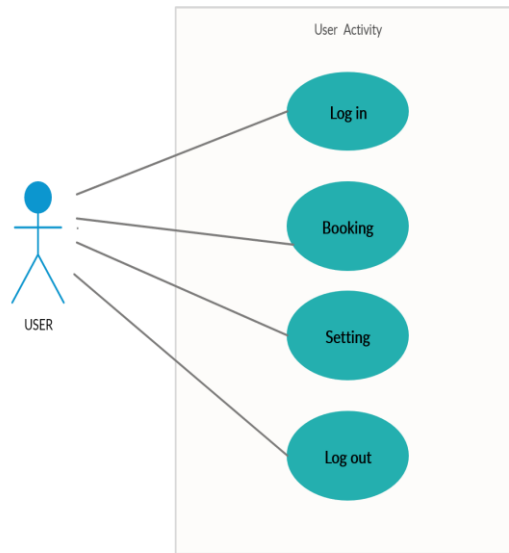 User Activity
Log in
Booking
USER
Setting
Log out